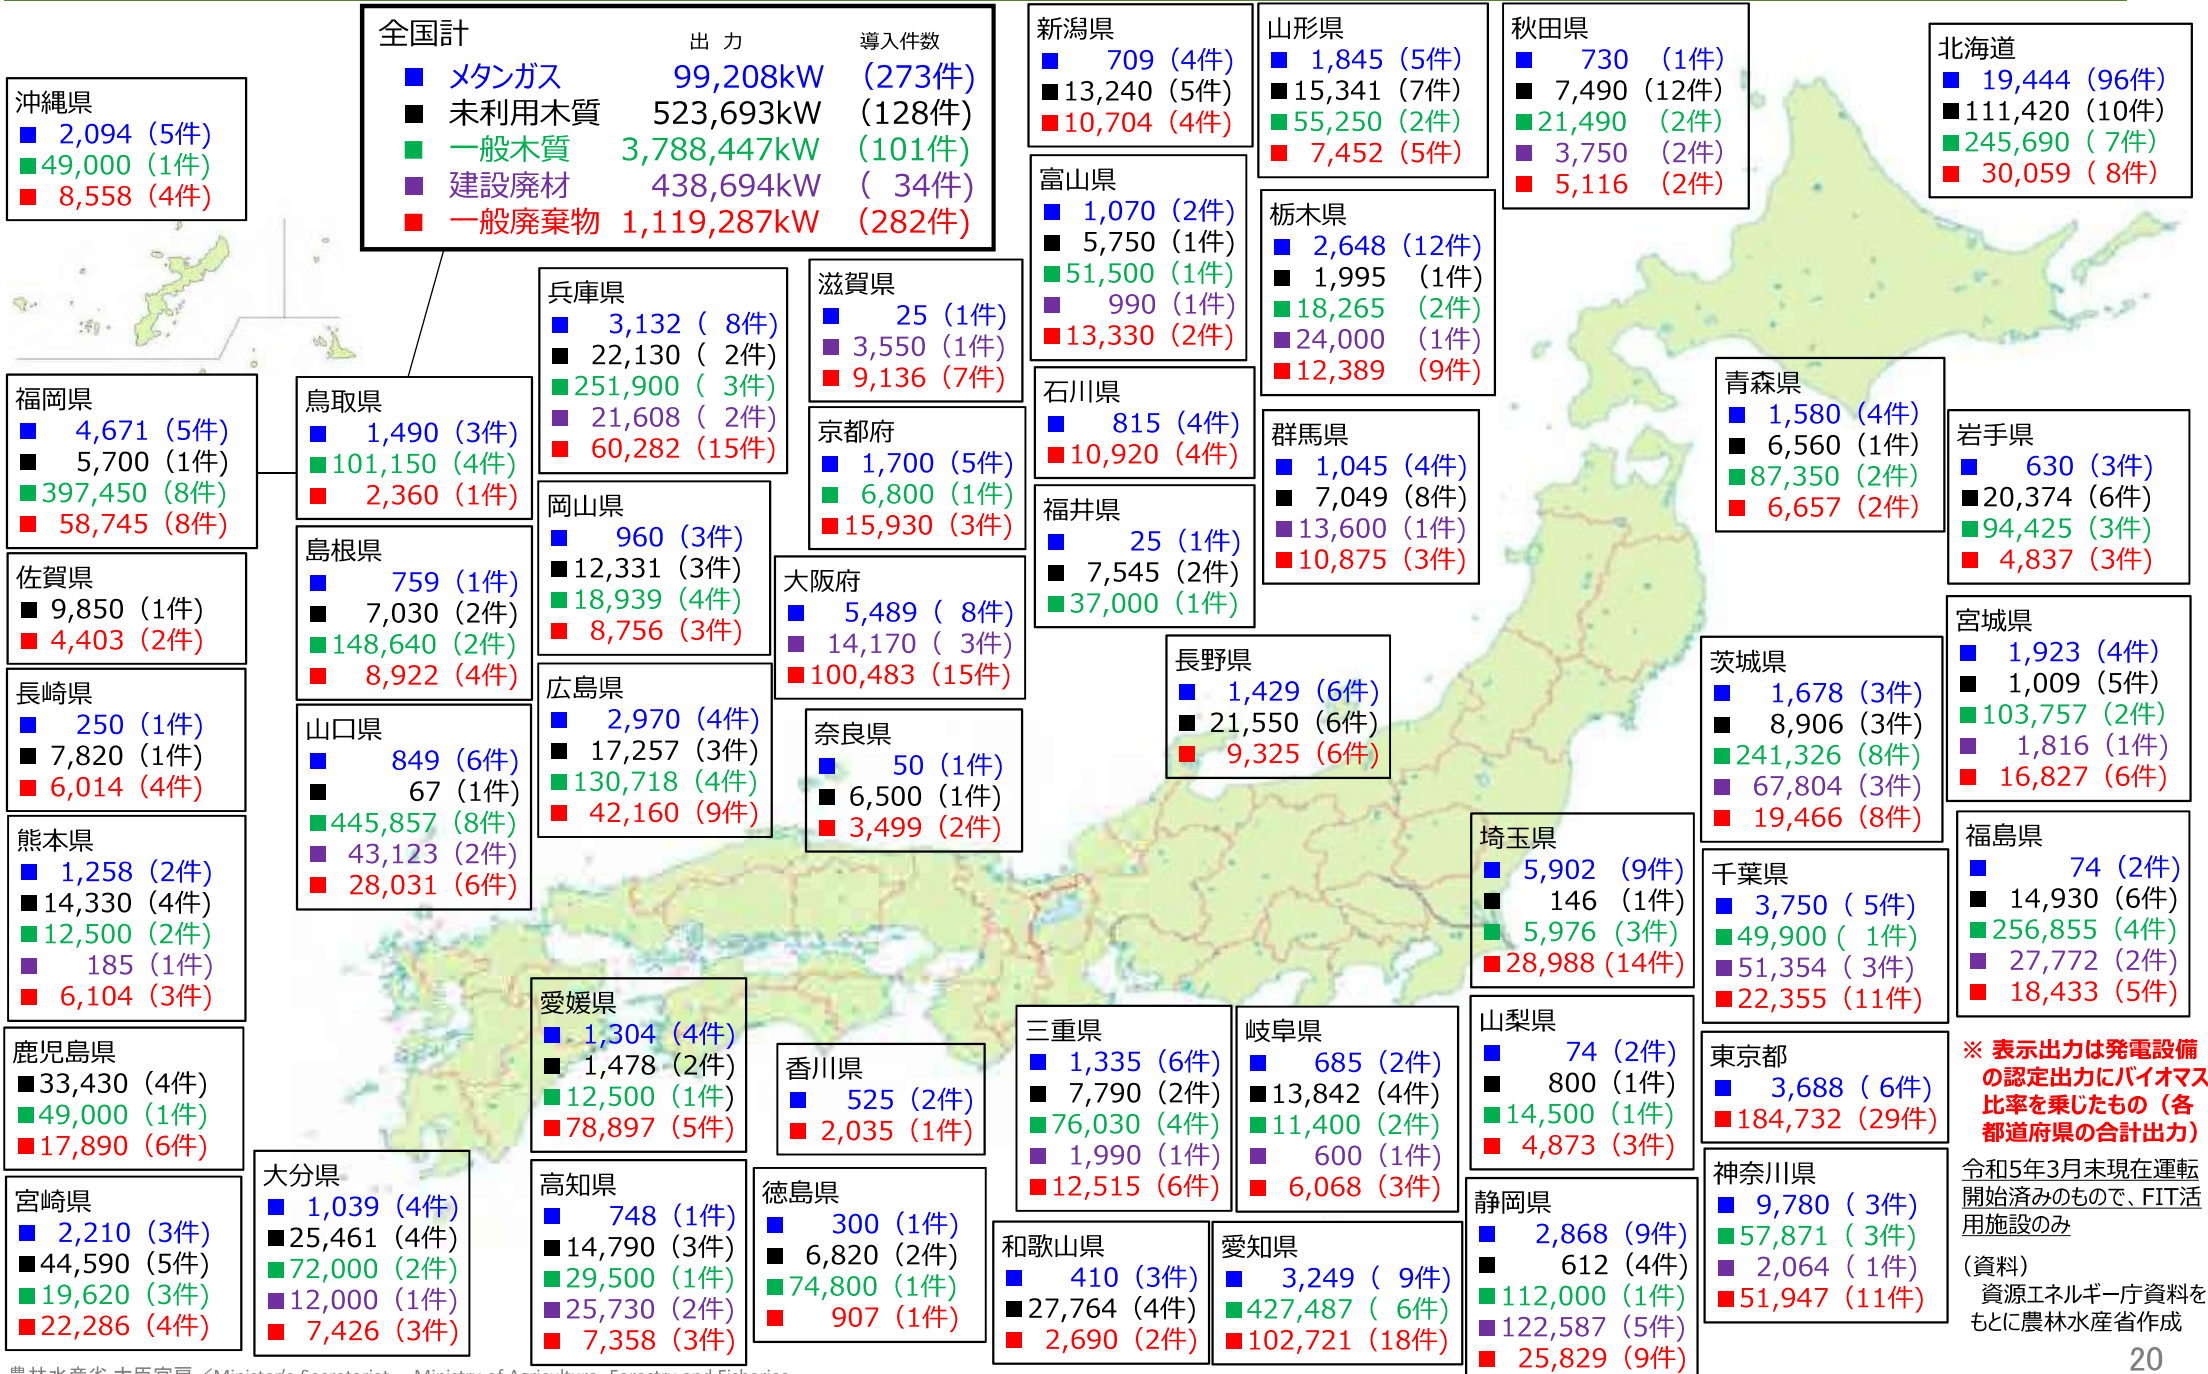 全国計 出力 導入件数
■ メタンガス 99,208kW (273件)
■ 未利用木質 523,693kW (128件)
■ 一般木質 3,788,447kW (101件)
■ 建設廃材 438,694kW ( 34件)
■ 一般廃棄物 1,119,287kW (282件)
新潟県
■ 709 (4件)
■ 13,240 (5件)
■ 10,704 (4件)
山形県
■ 1,845 (5件)
■ 15,341 (7件)
■ 55,250 (2件)
■ 7,452 (5件)
秋田県
■ 730 (1件)
■ 7,490 (12件)
■ 21,490 (2件)
■ 3,750 (2件)
■ 5,116 (2件)
北海道
■ 19,444 (96件)
■ 111,420 (10件)
■ 245,690 ( 7件)
■ 30,059 ( 8件)
沖縄県
■ 2,094 (5件)
■ 49,000 (1件)
■ 8,558 (4件)
富山県
■ 1,070 (2件)
■ 5,750 (1件)
■ 51,500 (1件)
■ 990 (1件)
■ 13,330 (2件)
栃木県
■ 2,648 (12件)
■ 1,995 (1件)
■ 18,265 (2件)
■ 24,000 (1件)
■ 12,389 (9件)
兵庫県
■ 3,132 ( 8件)
■ 22,130 ( 2件)
■ 251,900 ( 3件)
■ 21,608 ( 2件)
■ 60,282 (15件)
滋賀県
■ 25 (1件)
■ 3,550 (1件)
■ 9,136 (7件)
福岡県
■ 4,671 (5件)
■ 5,700 (1件)
■ 397,450 (8件)
■ 58,745 (8件)
鳥取県
■ 1,490 (3件)
■ 101,150 (4件)
■ 2,360 (1件)
京都府
■ 1,700 (5件)
■ 6,800 (1件)
■ 15,930 (3件)
石川県
■ 815 (4件)
■ 10,920 (4件)
群馬県
■ 1,045 (4件)
■ 7,049 (8件)
■ 13,600 (1件)
■ 10,875 (3件)
青森県
■ 1,580 (4件)
■ 6,560 (1件)
■ 87,350 (2件)
■ 6,657 (2件)
岩手県
■ 630 (3件)
■ 20,374 (6件)
■ 94,425 (3件)
■ 4,837 (3件)
岡山県
■ 960 (3件)
■ 12,331 (3件)
■ 18,939 (4件)
■ 8,756 (3件)
福井県
■ 25 (1件)
■ 7,545 (2件)
■ 37,000 (1件)
佐賀県
■ 9,850 (1件)
■ 4,403 (2件)
島根県
■ 759 (1件)
■ 7,030 (2件)
■ 148,640 (2件)
■ 8,922 (4件)
大阪府
■ 5,489 ( 8件)
■ 14,170 ( 3件)
■ 100,483 (15件)
長野県
■ 1,429 (6件)
■ 21,550 (6件)
■ 9,325 (6件)
茨城県
■ 1,678 (3件)
■ 8,906 (3件)
■ 241,326 (8件)
■ 67,804 (3件)
■ 19,466 (8件)
宮城県
■ 1,923 (4件)
■ 1,009 (5件)
■ 103,757 (2件)
■ 1,816 (1件)
■ 16,827 (6件)
長崎県
■ 250 (1件)
■ 7,820 (1件)
■ 6,014 (4件)
山口県
■ 849 (6件)
■ 67 (1件)
■ 445,857 (8件)
■ 43,123 (2件)
■ 28,031 (6件)
広島県
■ 2,970 (4件)
■ 17,257 (3件)
■ 130,718 (4件)
■ 42,160 (9件)
奈良県
■ 50 (1件)
■ 6,500 (1件)
■ 3,499 (2件)
熊本県
■ 1,258 (2件)
■ 14,330 (4件)
■ 12,500 (2件)
■ 185 (1件)
■ 6,104 (3件)
埼玉県
■ 5,902 (9件)
■ 146 (1件)
■ 5,976 (3件)
■ 28,988 (14件)
千葉県
■ 3,750 ( 5件)
■ 49,900 ( 1件)
■ 51,354 ( 3件)
■ 22,355 (11件)
福島県
■ 74 (2件)
■ 14,930 (6件)
■ 256,855 (4件)
■ 27,772 (2件)
■ 18,433 (5件)
鹿児島県
■ 33,430 (4件)
■ 49,000 (1件)
■ 17,890 (6件)
愛媛県
■ 1,304 (4件)
■ 1,478 (2件)
■ 12,500 (1件)
■ 78,897 (5件)
香川県
■ 525 (2件)
■ 2,035 (1件)
三重県
■ 1,335 (6件)
■ 7,790 (2件)
■ 76,030 (4件)
■ 1,990 (1件)
■ 12,515 (6件)
岐阜県
■ 685 (2件)
■ 13,842 (4件)
■ 11,400 (2件)
■ 600 (1件)
■ 6,068 (3件)
山梨県
■ 74 (2件)
■ 800 (1件)
■ 14,500 (1件)
■ 4,873 (3件)
東京都
■ 3,688 ( 6件)
■ 184,732 (29件)
宮崎県
■ 2,210 (3件)
■ 44,590 (5件)
■ 19,620 (3件)
■ 22,286 (4件)
大分県
■ 1,039 (4件)
■ 25,461 (4件)
■ 72,000 (2件)
■ 12,000 (1件)
■ 7,426 (3件)
高知県
■ 748 (1件)
■ 14,790 (3件)
■ 29,500 (1件)
■ 25,730 (2件)
■ 7,358 (3件)
徳島県
■ 300 (1件)
■ 6,820 (2件)
■ 74,800 (1件)
■ 907 (1件)
和歌山県
■ 410 (3件)
■ 27,764 (4件)
■ 2,690 (2件)
愛知県
■ 3,249 ( 9件)
■ 427,487 ( 6件)
■ 102,721 (18件)
静岡県
■ 2,868 (9件)
■ 612 (4件)
■ 112,000 (1件)
■ 122,587 (5件)
■ 25,829 (9件)
神奈川県
■ 9,780 ( 3件)
■ 57,871 ( 3件)
■ 2,064 ( 1件)
■ 51,947 (11件)
※ 表示出力は発電設備
の認定出力にバイオマス
比率を乗じたもの（各
都道府県の合計出力）
令和5年3月末現在運転
開始済みのもので、FIT活
用施設のみ
（資料）
資源エネルギー庁資料を
もとに農林水産省作成
20